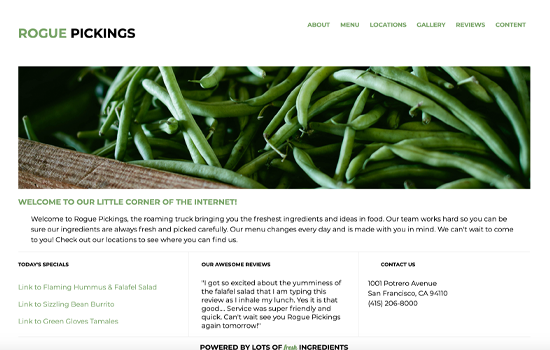 ROGUE PICKINGS
ABOUT MENU LOCATIONS GALLERY REVIEWS CONTENT
WELCOME TO OUR LITTLE CORNER OF THE INTERNET!
Welcome to Rogue Pickings, the roaming truck bringing you the freshest ingredients and ideas in food. Our team works hard so you can be
sure our ingredients are always fresh and picked carefully. Our menu changes every day and is made with you in mind. We can't wait to come
to you! Check out our locations to see where you can find us.
TODAY'S SPECIALS
Link to Flaming Hummus & Falafel Salad
Link to Sizzling Bean Burrito
Link to Green Gloves Tamales
OUR AWESOME REVIEWS
"I got so excited about the yumminess of
the falafel salad that I am typing this
review as I inhale my lunch. Yes it is that
good.... Service was super friendly and
quick. Can't wait see you Rogue Pickings
again tomorrow!"
CONTACT US
1001 Potrero Avenue
San Francisco, CA 94110
(415) 206-8000
POWERED BY LOTS OF fresh INGREDIENTS